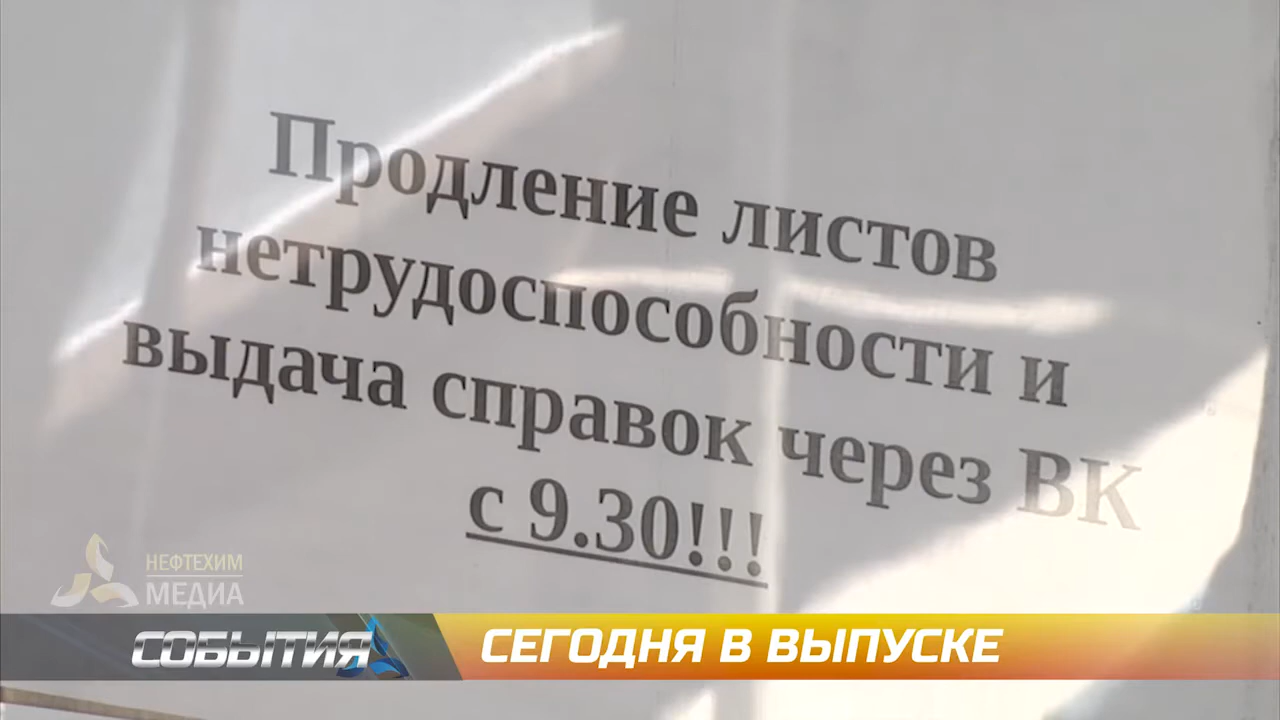 Продление листов
нетрудоспособности и
выдача справок через ВК
с 9.30!!!
НЕФТЕХИМ
МЕДИА
СОБЫТИЯ
СЕГОДНЯ В ВЫПУСКЕ